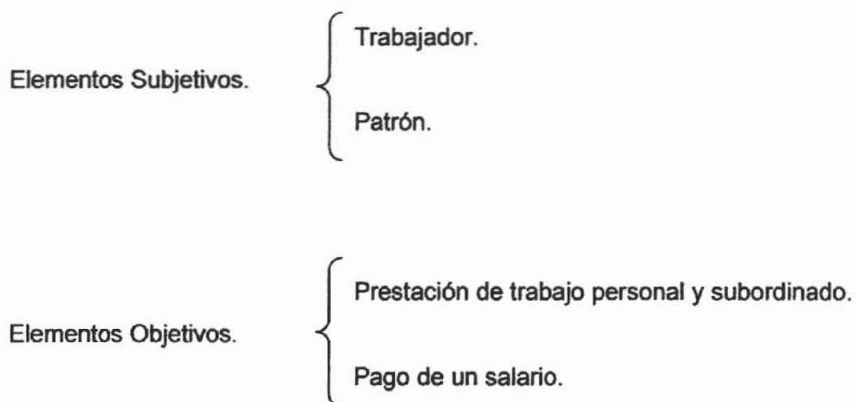 Trabajador.
Elementos Subjetivos.
Patrón.
Prestación de trabajo personal y subordinado.
Elementos Objetivos.
Pago de un salario.